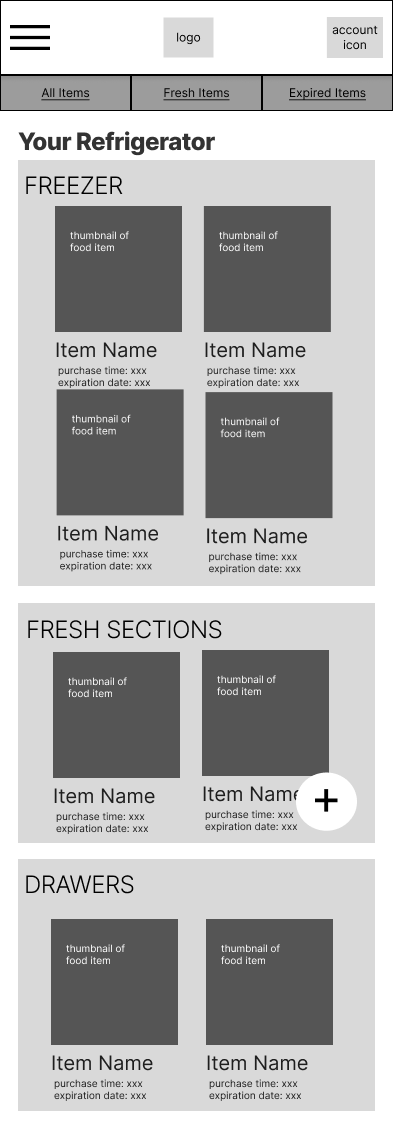 logo
account
icon
All Items
Fresh Items
Expired Items
Your Refrigerator
FREEZER
thumbnail of
food item
thumbnail of
food item
Item Name
purchase time: xxx
expiration date: xxx
Item Name
purchase time: xxx
expiration date: xxx
thumbnail of
food item
thumbnail of
food item
Item Name
purchase time: xxx
expiration date: xxx
Item Name
purchase time: xxx
expiration date: xxx
FRESH SECTIONS
thumbnail of
food item
thumbnail of
food item
Item Name
purchase time: xxx
expiration date: xxx
Item Name
purchase time: xxx
expiration date: xxx
+
DRAWERS
thumbnail of
food item
thumbnail of
food item
Item Name
purchase time: xxx
expiration date: xxx
Item Name
purchase time: xxx
expiration date: xxx